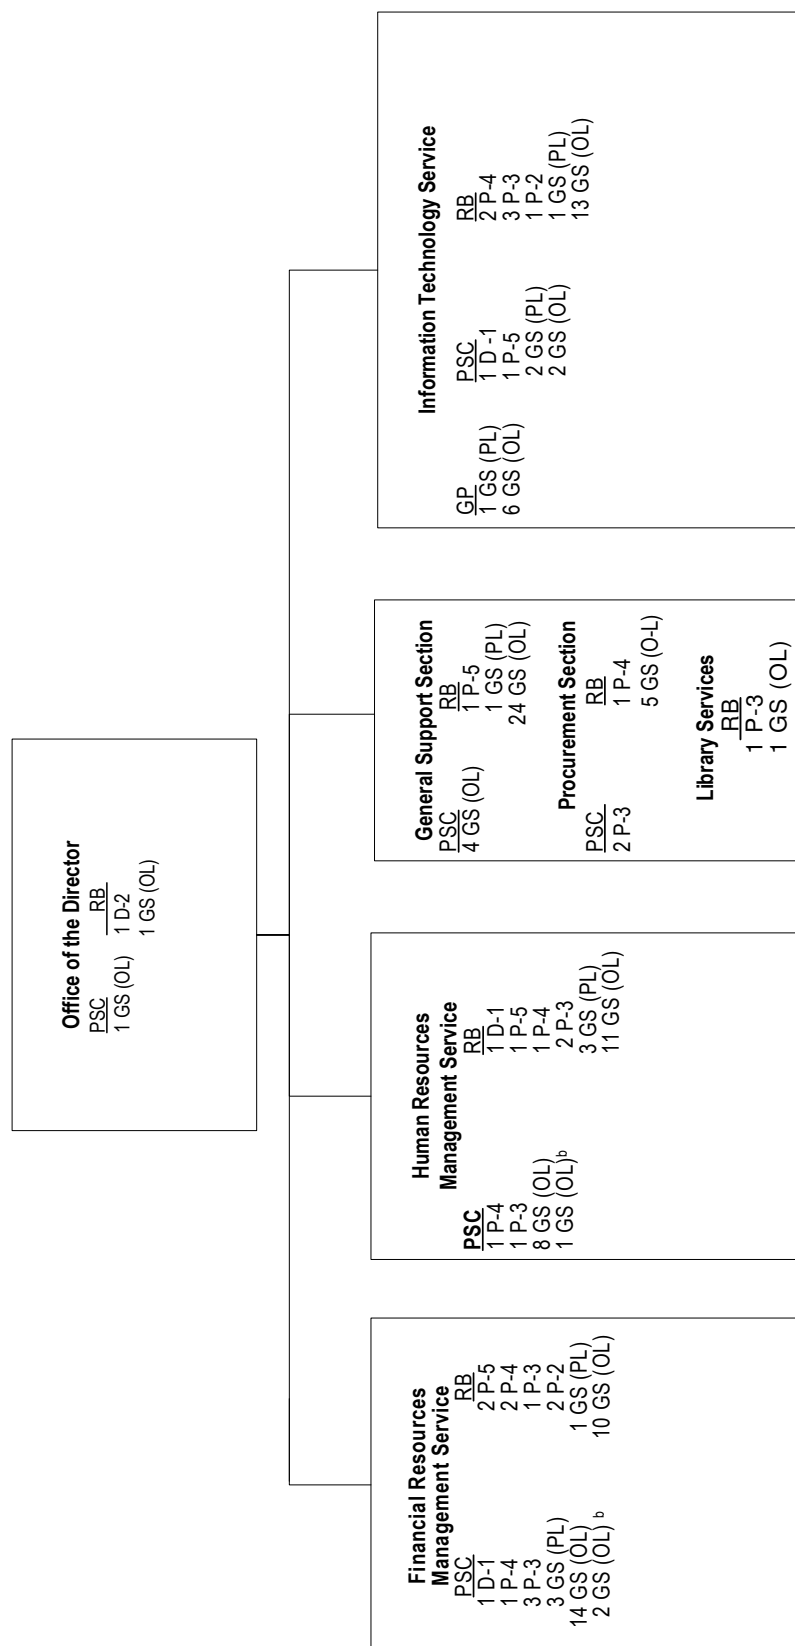 Office of the Director
PSC
1 GS (OL)
RB
1 D-2
1 GS (OL)
Financial Resources
Management Service
PSC
1 D-1
1 P-4
3 P-3
3 GS (PL)
14 GS (OL)
2 GS (OL) b
RB
2 P-5
2 P-4
1 P-3
2 P-2
1 GS (PL)
10 GS (OL)
Human Resources
Management Service
PSC
1 P-4
1 P-3
8 GS (OL)
1 GS (OL)b
RB
1 D-1
1 P-5
1 P-4
2 P-3
3 GS (PL)
11 GS (OL)
General Support Section
PSC
4 GS (OL)
RB
1 P-5
1 GS (PL)
24 GS (OL)
Procurement Section
PSC
2 P-3
RB
1 P-4
5 GS (O-L)
Library Services
RB
1 P-3
1 GS (OL)
Information Technology Service
GP
1 GS (PL)
6 GS (OL)
PSC
1 D -1
1 P-5
2 GS (PL)
2 GS (OL)
RB
2 P-4
3 P-3
1 P-2
1 GS (PL)
13 GS (OL)